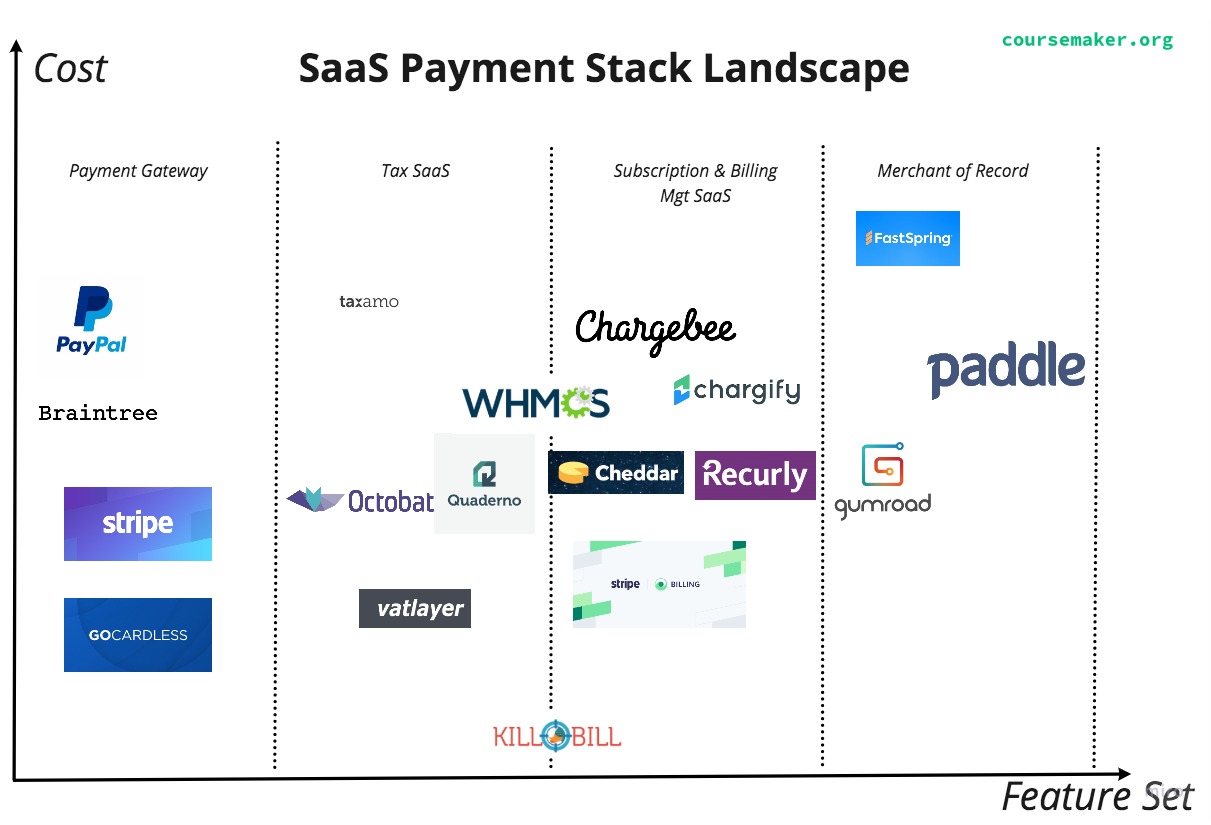 coursemaker.org
Cost
SaaS Payment Stack Landscape
Payment Gateway
Tax SaaS
Subscription & Billing
Mgt SaaS
Merchant of Record
FastSpring
taxamo
PayPal
Chargebee
paddle
chargify
WHMCS
Braintree
Cheddar
Recurly
gumroad
Octobat
Quaderno
stripe
stripe BILLING
vatlayer
GOCARDLESS
KILL BILL
Feature Set
miro